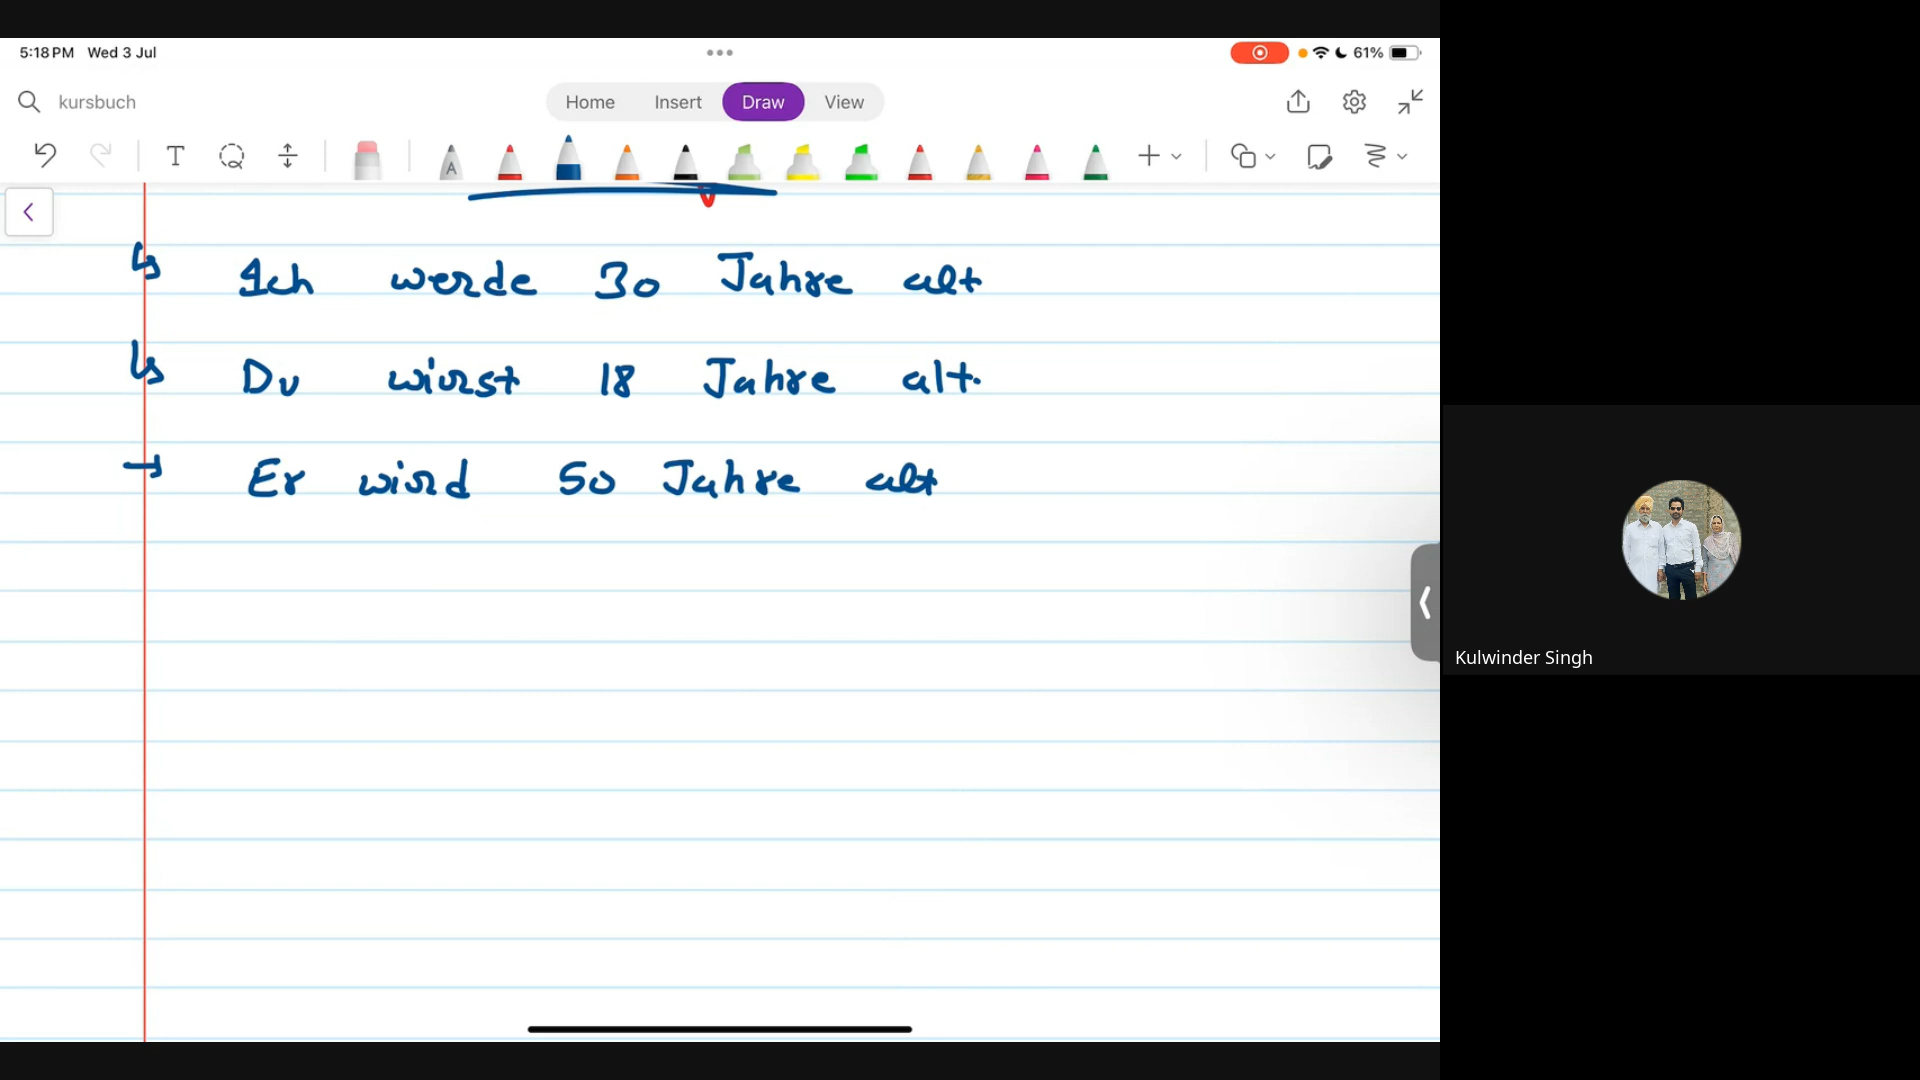 5:18 PM Wed 3 Jul
61%
kursbuch
Home Insert Draw View
T
A
Ich werde 30 Jahre alt
Du wirst 18 Jahre alt.
Er wird 50 Jahre alt
Kulwinder Singh